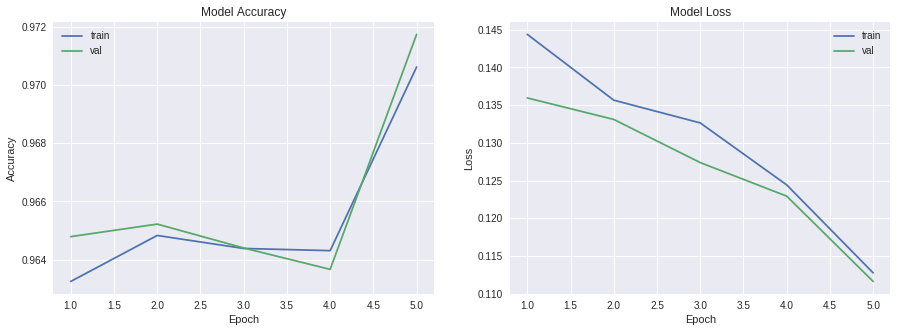 Model Accuracy
0.972
0.970
0.968
0.966
0.964
Accuracy
train
val
1.0 1.5 2.0 2.5 3.0 3.5 4.0 4.5 5.0
Epoch
Model Loss
0.145
0.140
0.135
0.130
0.125
0.120
0.115
0.110
Loss
train
val
1.0 1.5 2.0 2.5 3.0 3.5 4.0 4.5 5.0
Epoch